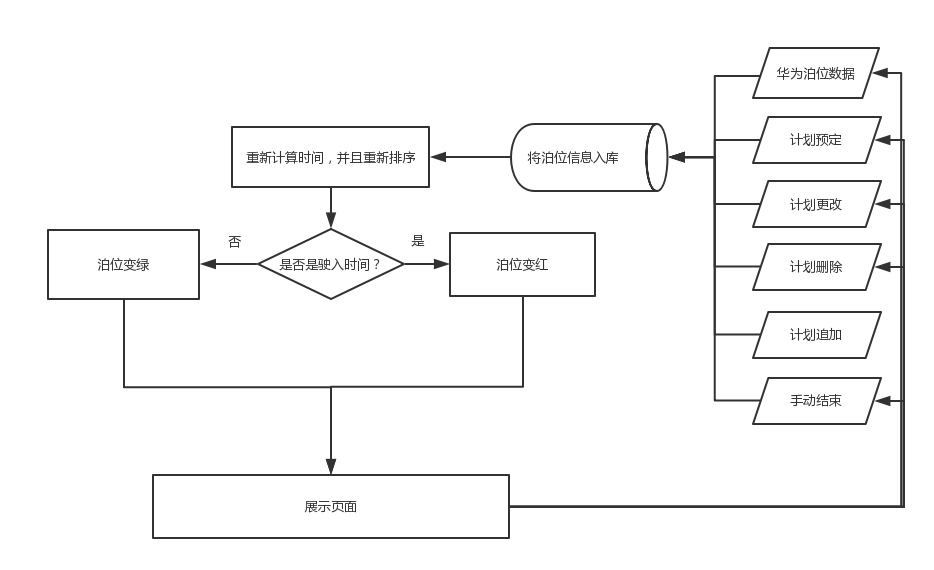 华为泊位数据
计划预定
将泊位信息入库
重新计算时间，并且重新排序
计划更改
否
是
泊位变绿
是否是驶入时间？
泊位变红
计划删除
计划追加
手动结束
展示页面